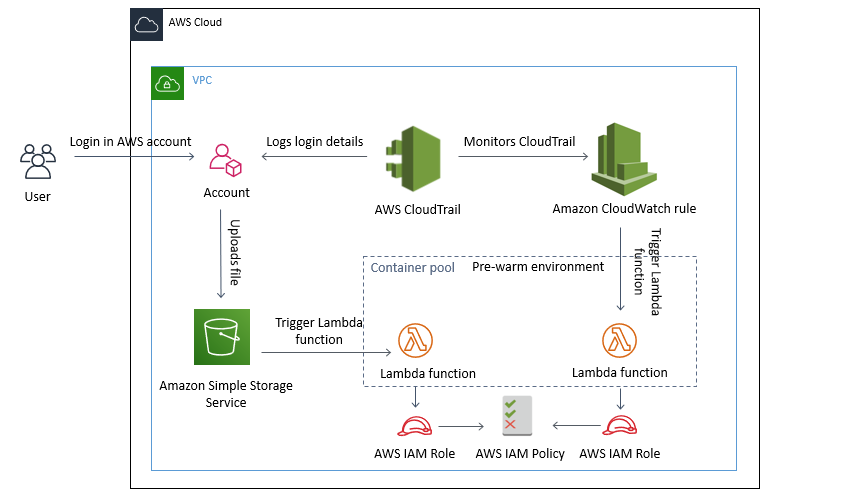 AWS Cloud
VPC
Login in AWS account
Logs login details
Monitors CloudTrail
User
Account
AWS CloudTrail
Amazon CloudWatch rule
Uploads file
Trigger Lambda
function
Container pool
Pre-warm environment
Trigger Lambda
function
Lambda function
Lambda function
Amazon Simple Storage
Service
AWS IAM Role
AWS IAM Policy
AWS IAM Role